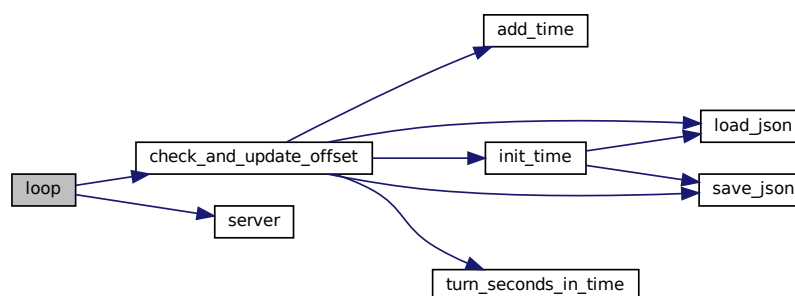 add_time
load_json
check_and_update_offset
init_time
loop
save_json
server
turn_seconds_in_time